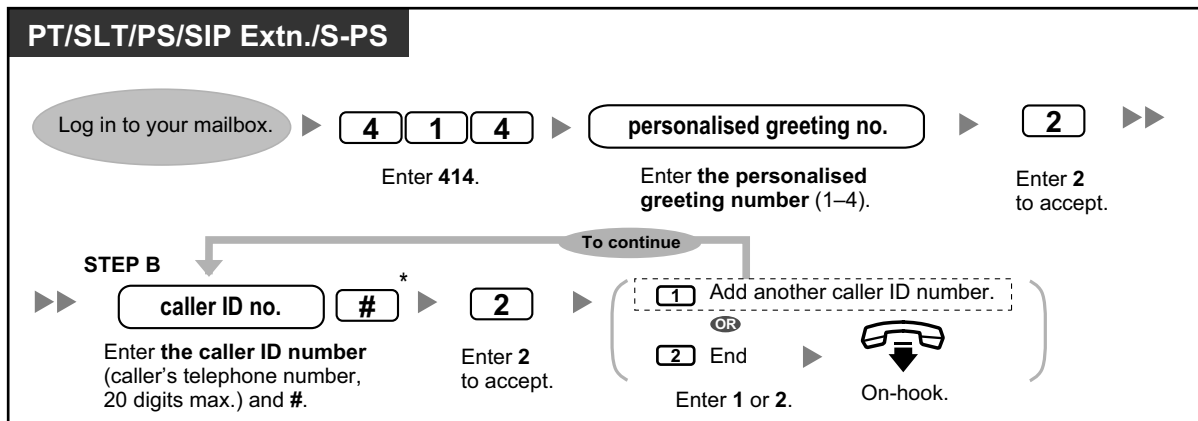 PT/SLT/PS/SIP Extn./S-PS
Log in to your mailbox.
4 1 4
personalised greeting no.
2
Enter 414.
Enter the personalised
greeting number (1–4).
Enter 2
to accept.
To continue
STEP B
caller ID no.
# *
2
1 Add another caller ID number.
OR
2 End
Enter the caller ID number
(caller's telephone number,
20 digits max.) and #.
Enter 2
to accept.
Enter 1 or 2.
On-hook.